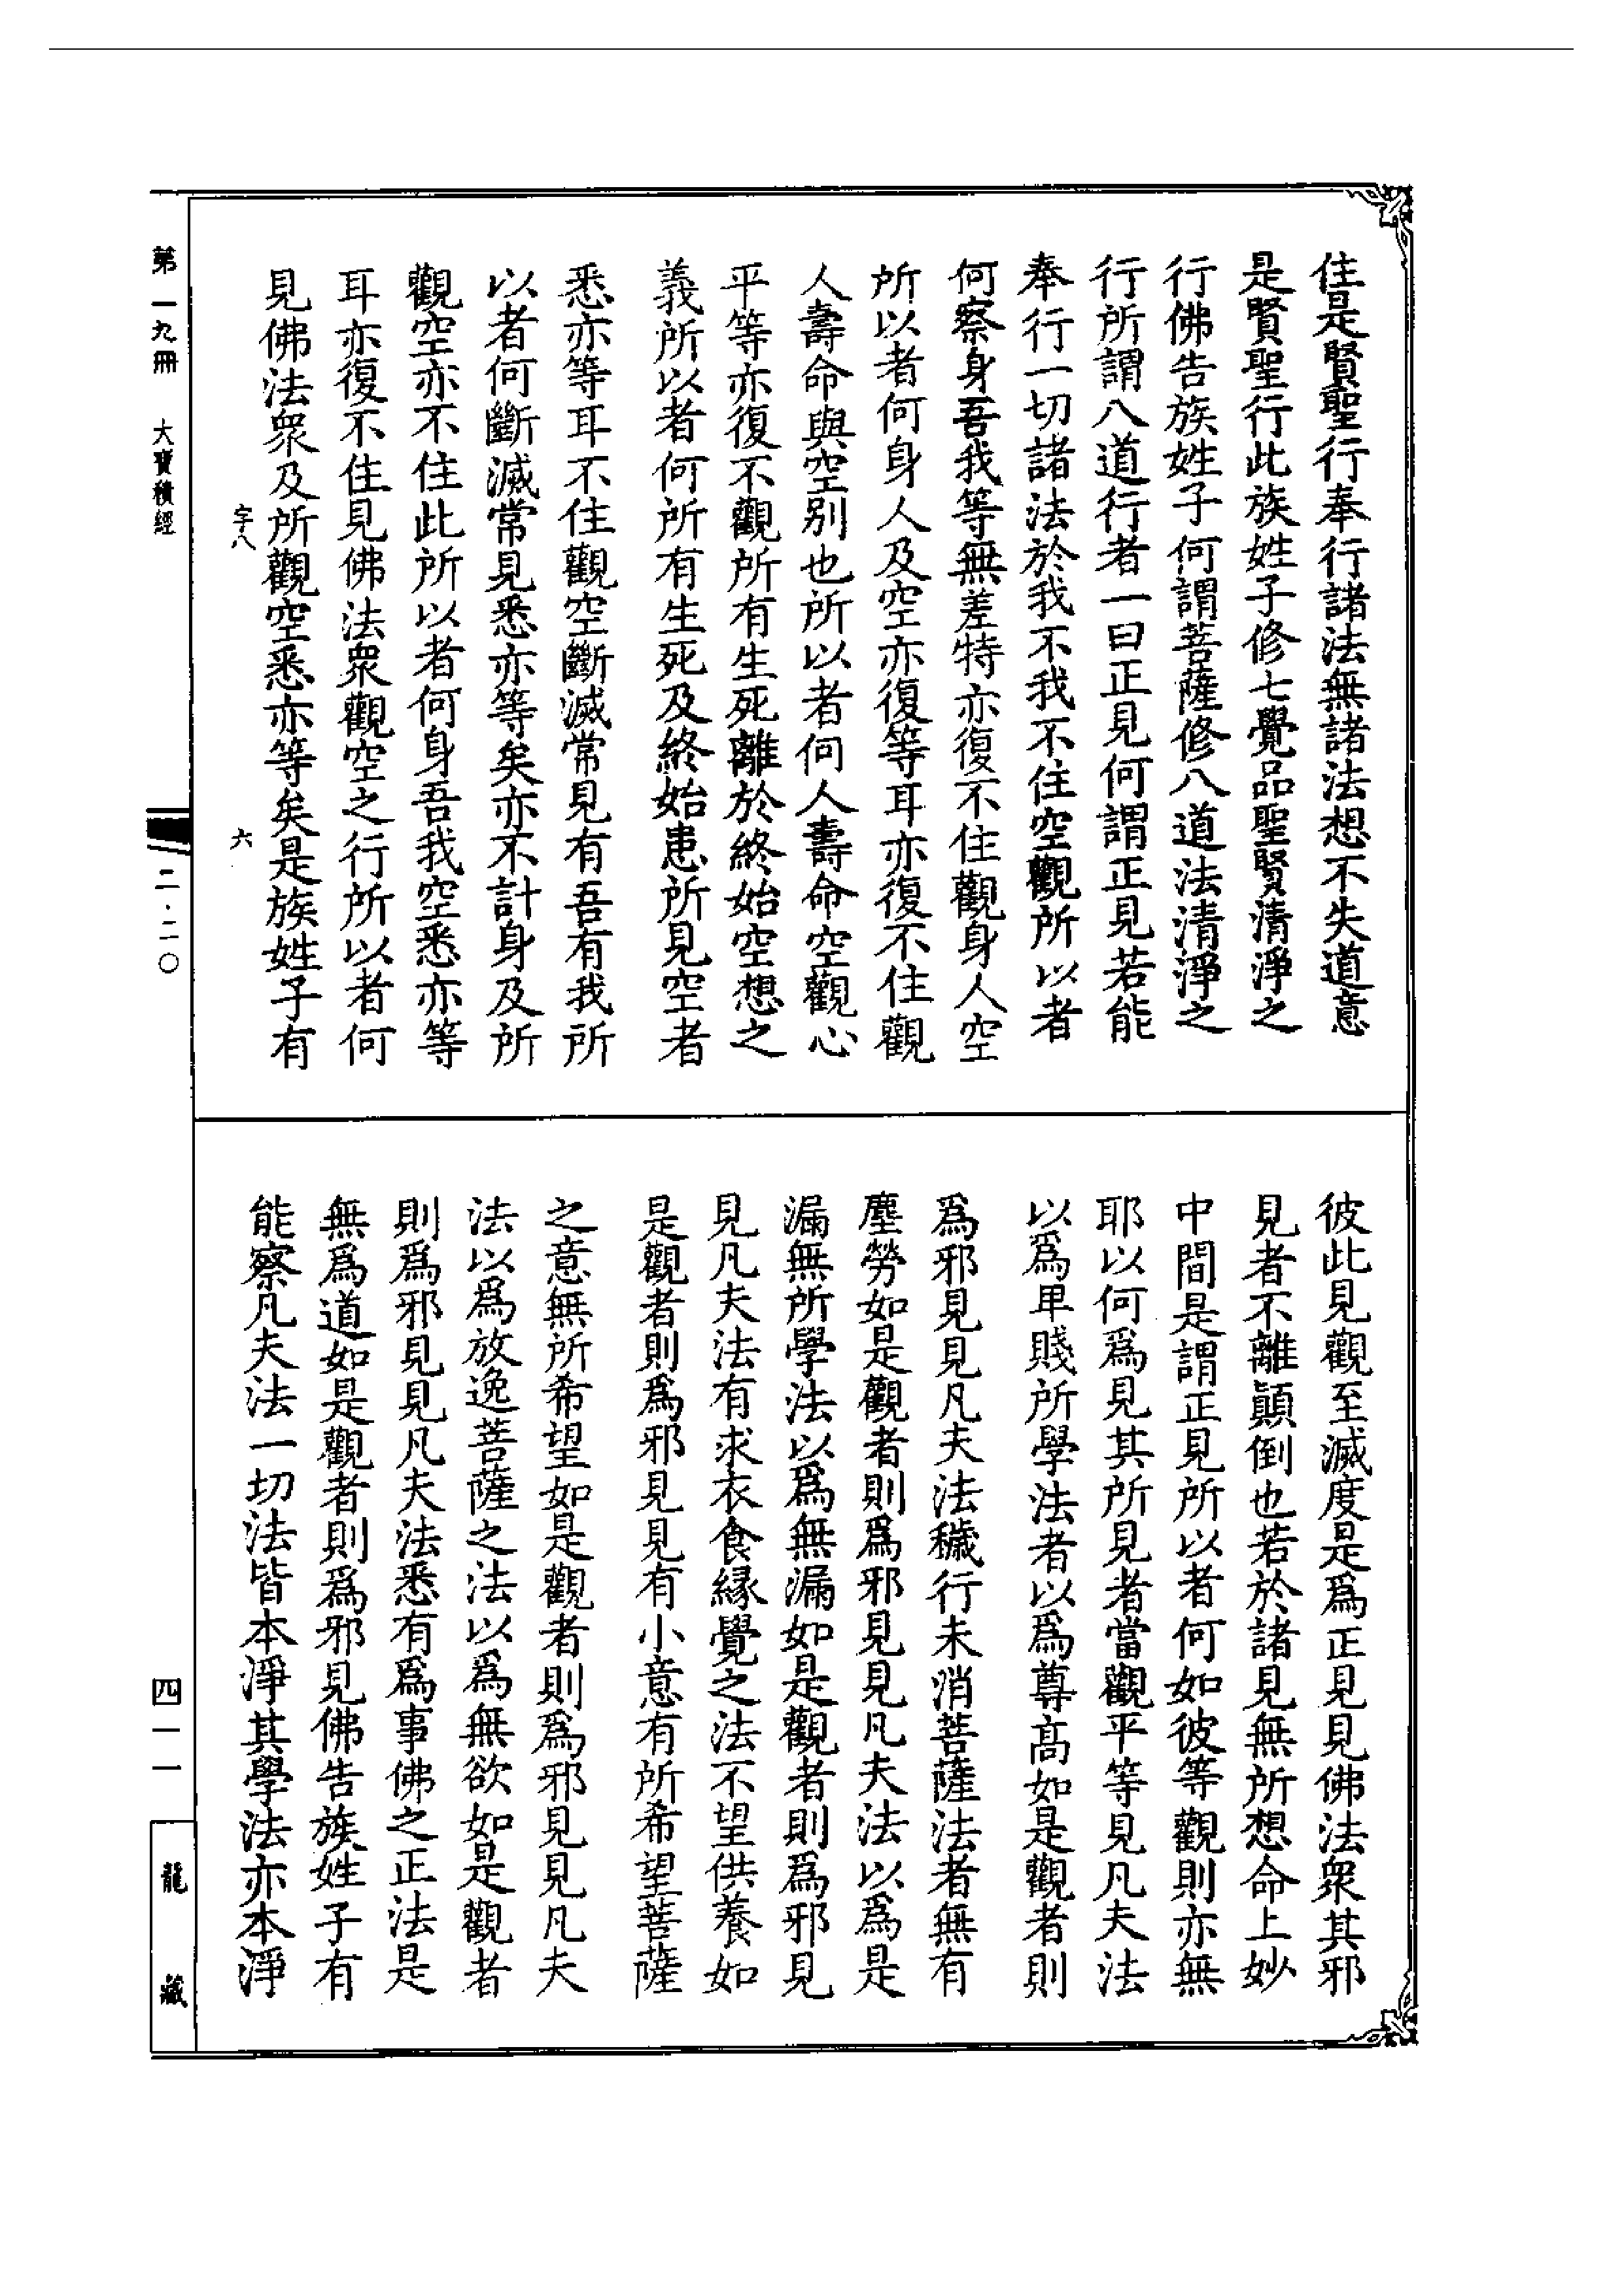 住是賢聖行奉行諸法無諸法想不失道意
是賢聖行此族姓子修七覺品聖賢清淨之
行佛告族姓子何謂菩薩修八道法清淨之
行所謂八道行者一曰正見何謂正見若能
奉行一切諸法於我不我不住空觀所以者
何察身吾我等無差特亦復不住觀身人空
所以者何身人及空亦復等耳亦復不住觀
人壽命與空別也所以者何人壽命空觀心
平等亦復不觀所有生死離於終始空想之
義所以者何所有生死及終始患所見空者
悉亦等耳不住觀空斷滅常見有吾有我所
以者何斷滅常見悉亦等矣亦不計身及所
觀空亦不住此所以者何身吾我空悉亦等
耳亦復不住見佛法衆觀空之行所以者何
見佛法衆及所觀空悉亦等矣是族姓子有
字八
六
彼此見觀至滅度是爲正見見佛法衆其邪
見者不離顚倒也若於諸見無所想命上妙
中間是謂正見所以者何如彼等觀則亦無
耶以何爲見其所見者當觀平等見凡夫法
以爲卑賤所學法者以爲尊高如是觀者則
爲邪見見凡夫法穢行未消菩薩法者無有
塵勞如是觀者則爲邪見見凡夫法以爲是
漏無所學法以爲無漏如是觀者則爲邪見
見凡夫法有求衣食緣覺之法不望供養如
是觀者則爲邪見見有小意有所希望菩薩
之意無所希望如是觀者則爲邪見見凡夫
法以爲放逸菩薩之法以爲無欲如是觀者
則爲邪見見凡夫法悉有爲事佛之正法是
無爲道如是觀者則爲邪見佛告族姓子有
能察凡夫法一切法皆本淨其學法亦本淨
第一九冊 大寶積經
二·二〇
四一一
龍藏